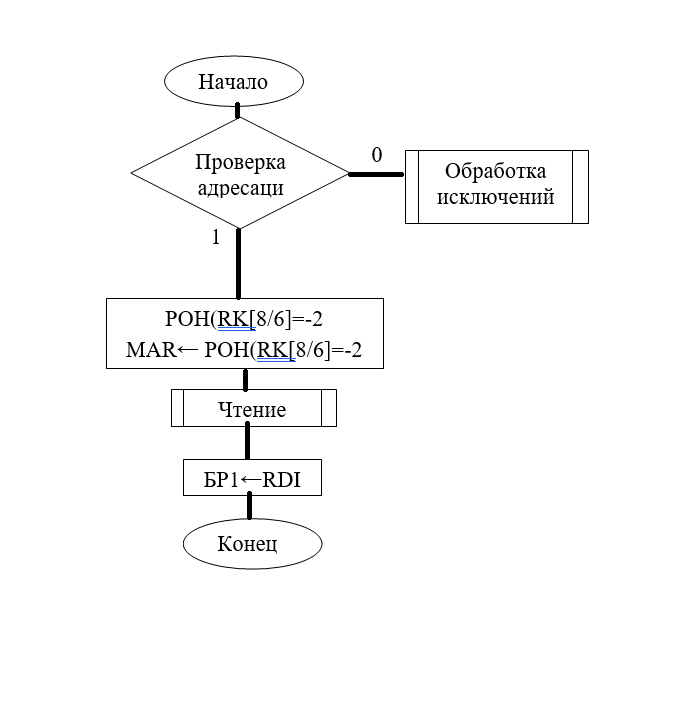 Начало
Проверка
адресаци
0
Обработка
исключений
1
РОН(RK[8/6]=-2
MAR← РОН(RK[8/6]=-2
Чтение
БР1←RDI
Конец